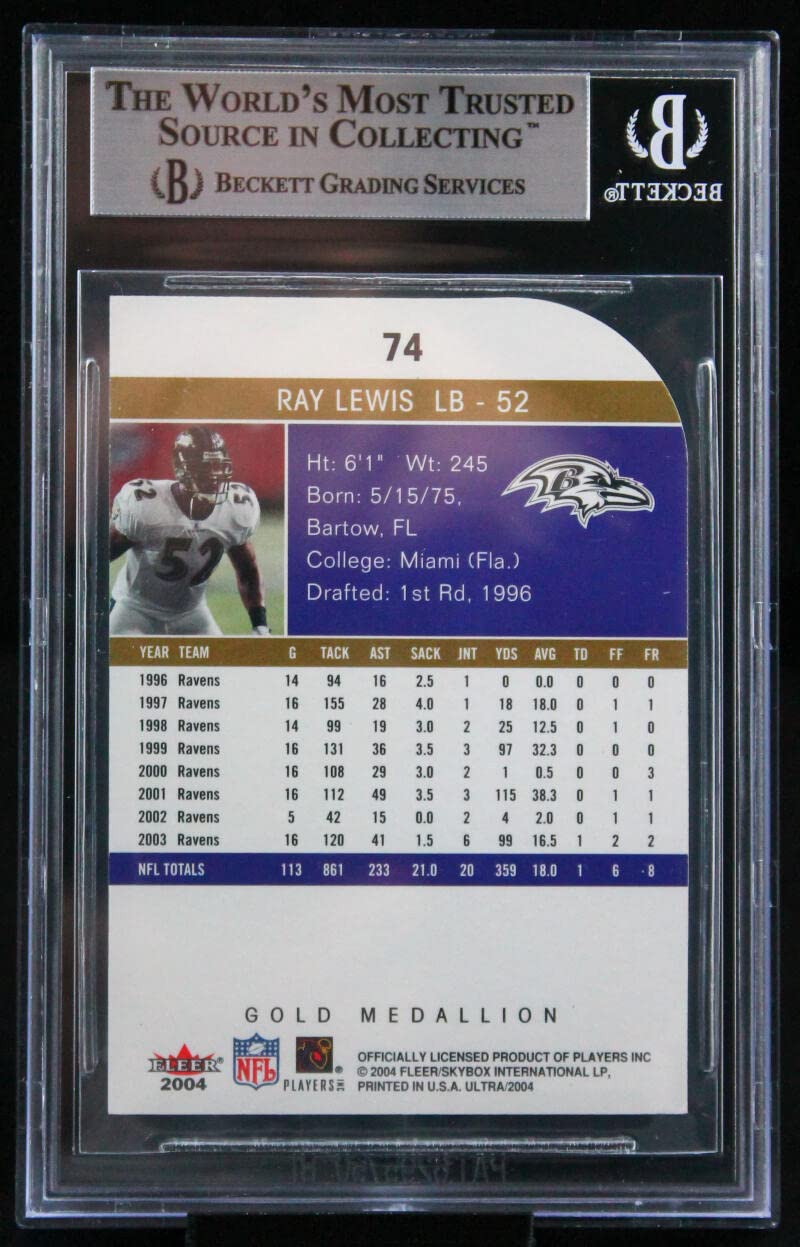 THE WORLD'S MOST TRUSTED
SOURCE IN COLLECTING™
B BECKETT GRADING SERVICES
B
BECKETT®
74
RAY LEWIS LB - 52
Ht: 6'1" Wt: 245
Born: 5/15/75,
Bartow, FL
College: Miami (Fla.)
Drafted: 1st Rd, 1996
B
52
52
YEAR TEAM G TACK AST SACK INT YDS AVG TD FF FR
1996 Ravens 14 94 16 2.5 1 0 0.0 0 0 0
1997 Ravens 16 155 28 4.0 1 18 18.0 0 1 1
1998 Ravens 14 99 19 3.0 2 25 12.5 0 1 0
1999 Ravens 16 131 36 3.5 3 97 32.3 0 0 0
2000 Ravens 16 108 29 3.0 2 1 0.5 0 0 3
2001 Ravens 16 112 49 3.5 3 115 38.3 0 1 1
2002 Ravens 5 42 15 0.0 2 4 2.0 0 1 1
2003 Ravens 16 120 41 1.5 6 99 16.5 1 2 2
NFL TOTALS 113 861 233 21.0 20 359 18.0 1 6 8
GOLD MEDALLION
FLEER®
2004
NFL
PLAYERS INC
OFFICIALLY LICENSED PRODUCT OF PLAYERS INC
© 2004 FLEER/SKYBOX INTERNATIONAL LP,
PRINTED IN U.S.A. ULTRA/2004